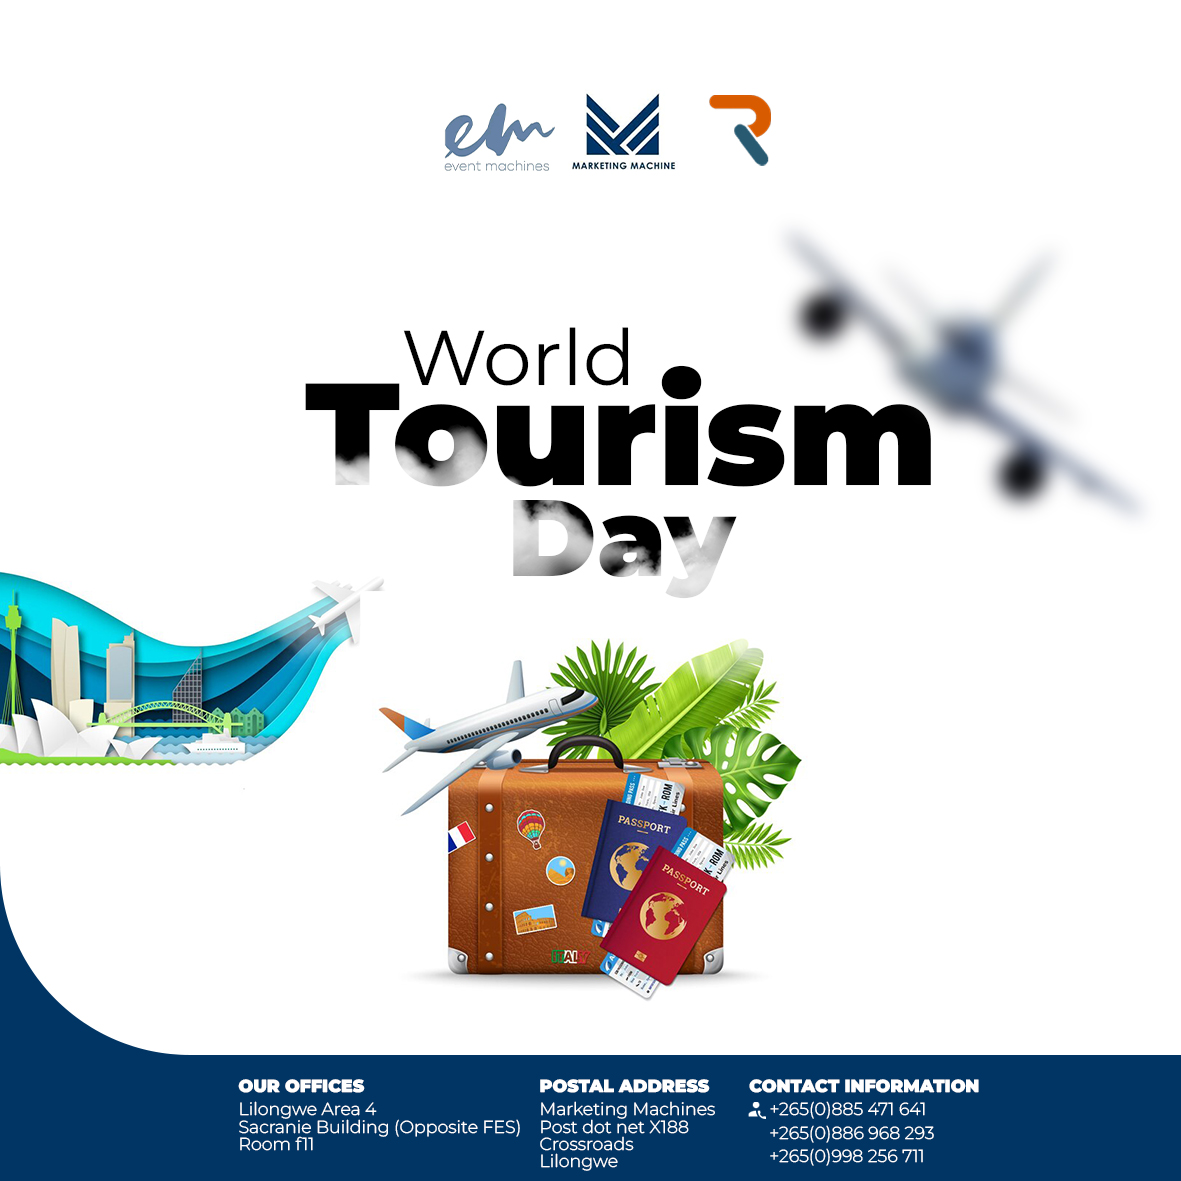 em
event machines
MARKETING MACHINE
R
World
Tourism
Day
PASSPORT
K-ROM
PASSPORT
K-ROM
ITALY
OUR OFFICES
Lilongwe Area 4
Sacranie Building (Opposite FES)
Room f11
POSTAL ADDRESS
Marketing Machines
Post dot net X188
Crossroads
Lilongwe
CONTACT INFORMATION
+265(0)885 471 641
+265(0)886 968 293
+265(0)998 256 711